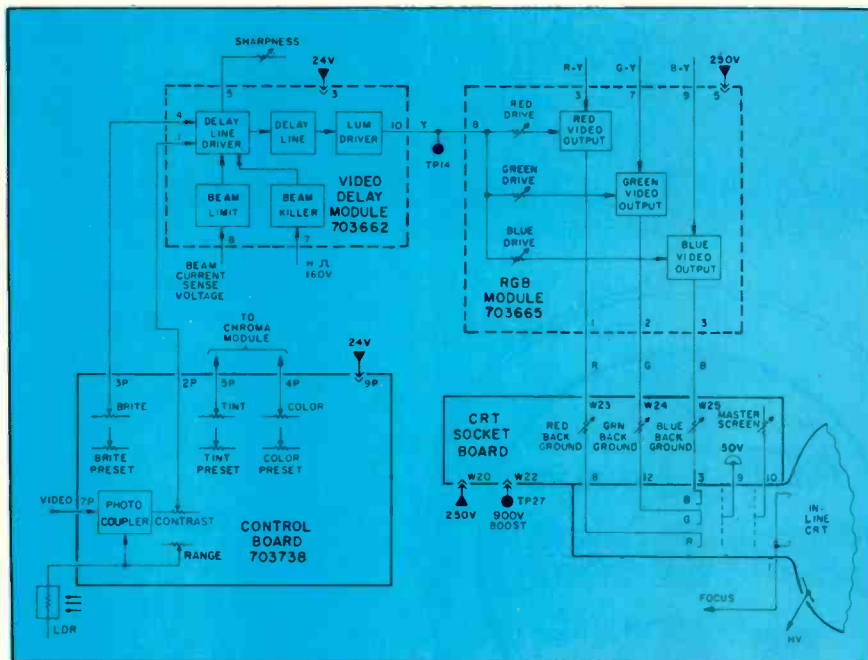 SHARPNESS
24V
5
3
4
1
DELAY LINE DRIVER
DELAY LINE
LUM DRIVER
10
Y
TP14
BEAM LIMIT
BEAM KILLER
VIDEO DELAY MODULE 703662
8
7
BEAM CURRENT SENSE VOLTAGE
H
160V
R-Y
G-Y
B-Y
250V
3
7
9
5
8
RED DRIVE
RED VIDEO OUTPUT
GREEN DRIVE
GREEN VIDEO OUTPUT
BLUE DRIVE
BLUE VIDEO OUTPUT
RGB MODULE 703665
1
2
3
R
G
B
TO CHROMA MODULE
24V
3P
2P
5P
4P
9P
BRITE
TINT
COLOR
BRITE PRESET
TINT PRESET
COLOR PRESET
VIDEO
7P
PHOTO COUPLER
CONTRAST
RANGE
CONTROL BOARD 703738
LDR
CRT SOCKET BOARD
W23
W24
W25
RED BACK GROUND
GRN BACK GROUND
BLUE BACK GROUND
MASTER SCREEN
50V
W20
W22
250V
TP27
900V BOOST
8
12
3
9
10
B
G
R
IN-LINE CRT
FOCUS
HV